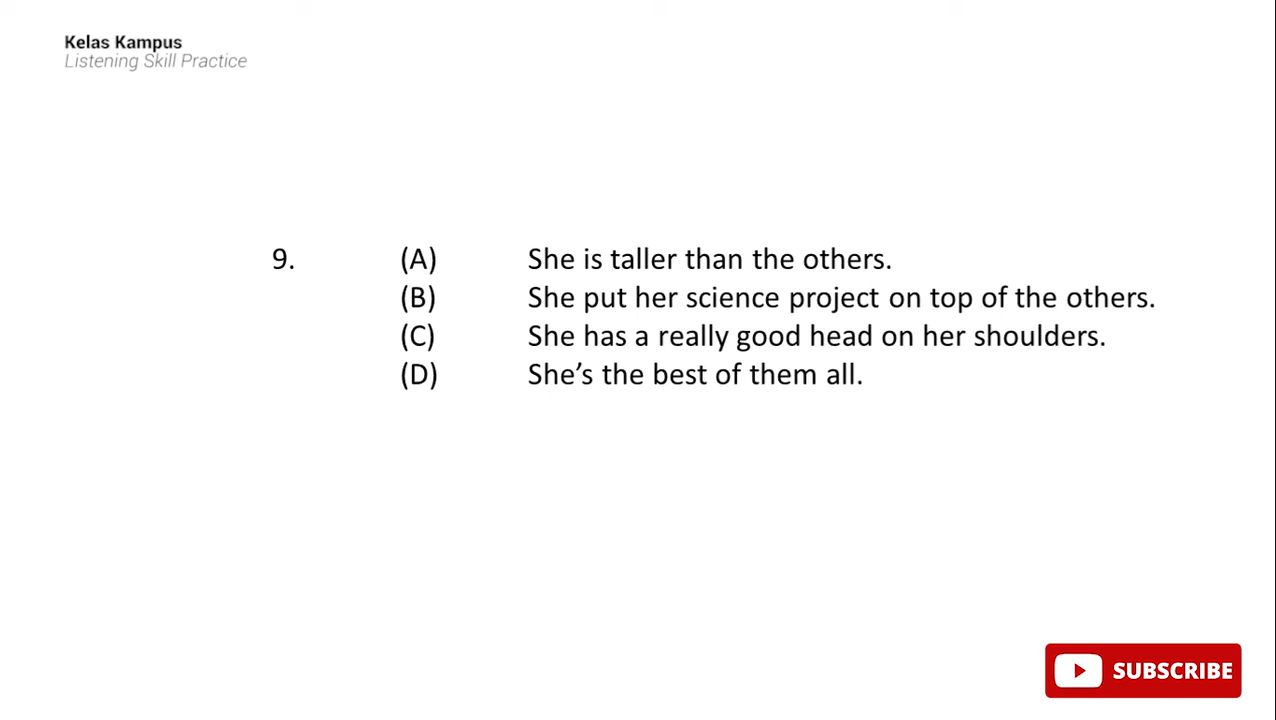 Kelas Kampus
Listening Skill Practice
9. (A) She is taller than the others.
(B) She put her science project on top of the others.
(C) She has a really good head on her shoulders.
(D) She’s the best of them all.
SUBSCRIBE